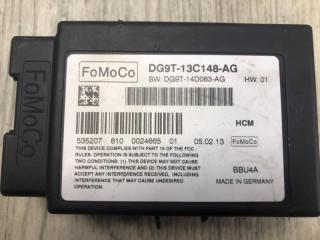 FoMoCo
DG9T-13C148-AG
SW: DG9T-14D063-AG HW: 01
HCM
535207 810 0024665 01 05.02.13 FoMoCo
THIS DEVICE COMPLIES WITH PART 15 OF THE FCC
RULES. OPERATION IS SUBJECT TO THE FOLLOWING
TWO CONDITIONS: (1) THIS DEVICE MAY NOT CAUSE
HARMFUL INTERFERENCE AND (2) THIS DEVICE MUST
ACCEPT ANY INTERFERENCE RECEIVED, INCLUDING
INTERFERENCE THAT MAY CAUSE UNDESIRED OPERATION.
BBU4A
MADE IN GERMANY